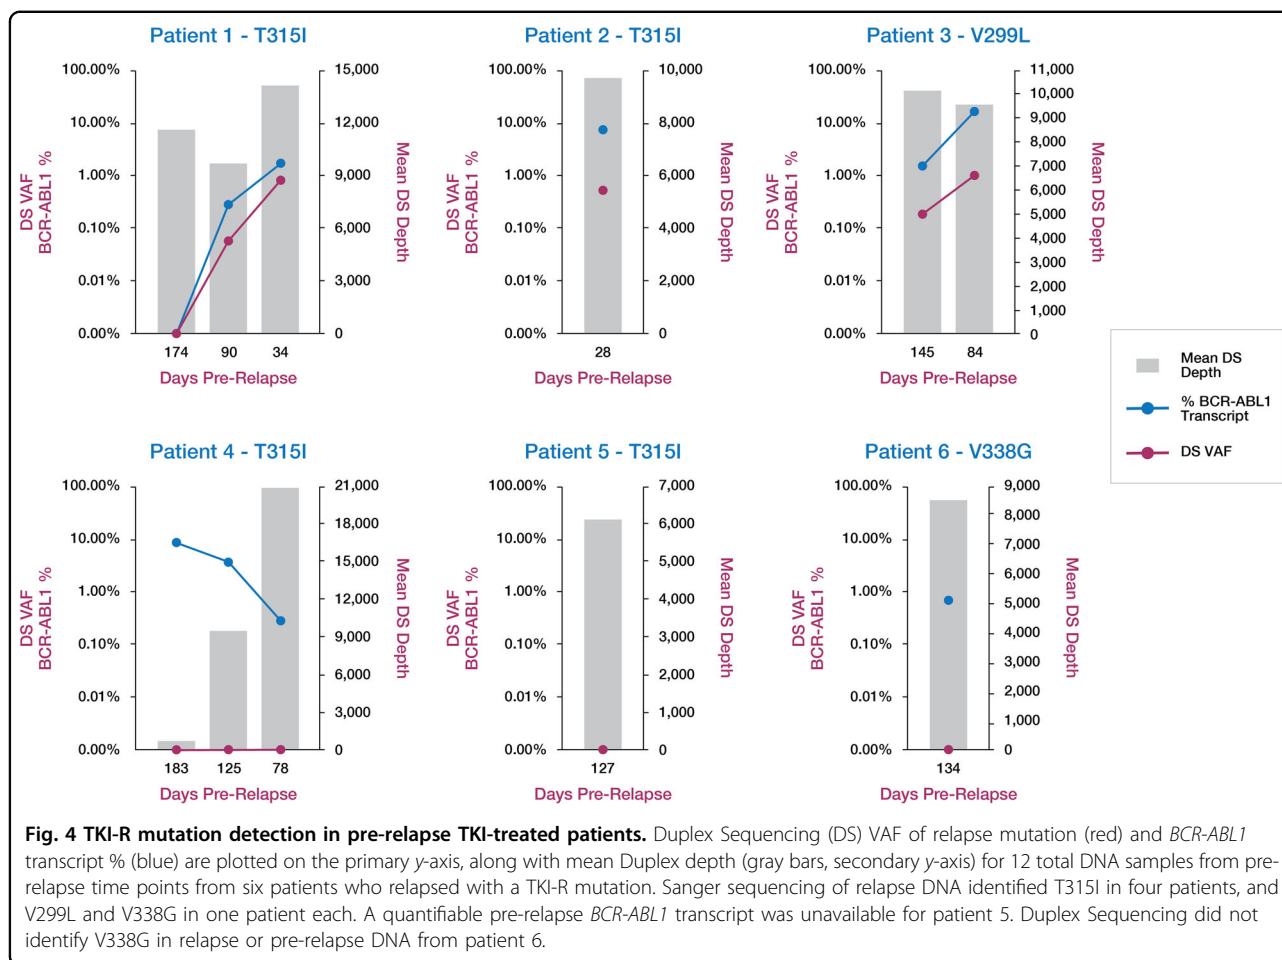 Patient 1 - T315I
100.00%
10.00%
1.00%
0.10%
0.01%
0.00%
15,000
12,000
9,000
6,000
3,000
0
DS VAF
BCR-ABL1 %
Mean DS Depth
174 90 34
Days Pre-Relapse
Patient 2 - T315I
100.00%
10.00%
1.00%
0.10%
0.01%
0.00%
10,000
8,000
6,000
4,000
2,000
0
DS VAF
BCR-ABL1 %
Mean DS Depth
28
Days Pre-Relapse
Patient 3 - V299L
100.00%
10.00%
1.00%
0.10%
0.01%
0.00%
11,000
10,000
9,000
8,000
7,000
6,000
5,000
4,000
3,000
2,000
1,000
0
DS VAF
BCR-ABL1 %
Mean DS Depth
145 84
Days Pre-Relapse
Mean DS
Depth
% BCR-ABL1
Transcript
DS VAF
Patient 4 - T315I
100.00%
10.00%
1.00%
0.10%
0.01%
0.00%
21,000
18,000
15,000
12,000
9,000
6,000
3,000
0
DS VAF
BCR-ABL1 %
Mean DS Depth
183 125 78
Days Pre-Relapse
Patient 5 - T315I
100.00%
10.00%
1.00%
0.10%
0.01%
0.00%
7,000
6,000
5,000
4,000
3,000
2,000
1,000
0
DS VAF
BCR-ABL1 %
Mean DS Depth
127
Days Pre-Relapse
Patient 6 - V338G
100.00%
10.00%
1.00%
0.10%
0.01%
0.00%
9,000
8,000
7,000
6,000
5,000
4,000
3,000
2,000
1,000
0
DS VAF
BCR-ABL1 %
Mean DS Depth
134
Days Pre-Relapse
Fig. 4 TKI-R mutation detection in pre-relapse TKI-treated patients. Duplex Sequencing (DS) VAF of relapse mutation (red) and BCR-ABL1
transcript % (blue) are plotted on the primary y-axis, along with mean Duplex depth (gray bars, secondary y-axis) for 12 total DNA samples from pre-
relapse time points from six patients who relapsed with a TKI-R mutation. Sanger sequencing of relapse DNA identified T315I in four patients, and
V299L and V338G in one patient each. A quantifiable pre-relapse BCR-ABL1 transcript was unavailable for patient 5. Duplex Sequencing did not
identify V338G in relapse or pre-relapse DNA from patient 6.